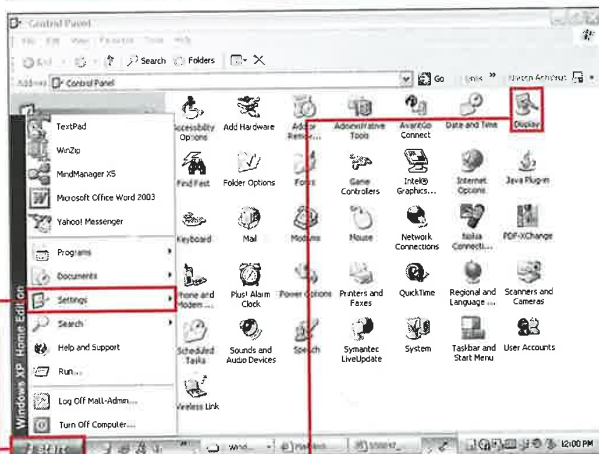 Control Panel
File Edit View Favorites Tools Help
Search Folders
Address Control Panel Go Links » Norton AntiVirus
TextPad
WinZip
MindManager X5
Microsoft Office Word 2003
Yahoo! Messenger
Programs
Documents
Settings
Search
Help and Support
Run...
Log Off Mall-Admin...
Turn Off Computer...
Windows XP Home Edition
Accessibility Options
Add Hardware
Add or Remov...
Administrative Tools
AvantGo Connect
Date and Time
Display
Find Fast
Folder Options
Fonts
Game Controllers
Intel® Graphics...
Internet Options
Java Plug-in
Keyboard
Mail
Modems
Mouse
Network Connections
Nokia Connecti...
PDF-XChange
Phone and Modem ...
Plus! Alarm Clock
Power Options
Printers and Faxes
QuickTime
Regional and Language ...
Scanners and Cameras
Scheduled Tasks
Sounds and Audio Devices
Speech
Symantec LiveUpdate
System
Taskbar and Start Menu
User Accounts
Wireless Link
12:00 PM